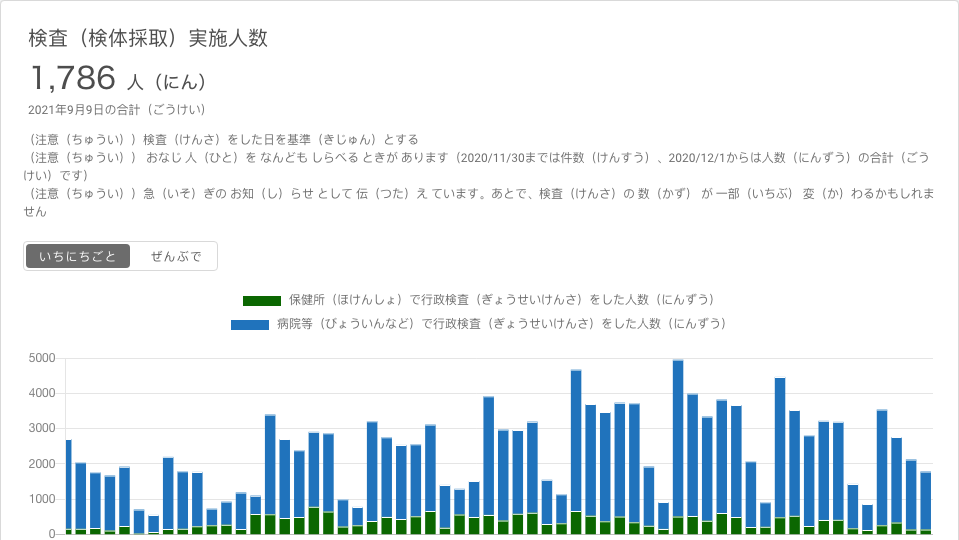 検査（検体採取）実施人数
1,786 人（にん）
2021年9月9日の合計（ごうけい）
（注意（ちゅうい））検査（けんさ）をした日を基準（きじゅん）とする
（注意（ちゅうい）） おなじ 人（ひと）を なんども しらべる ときが あります（2020/11/30までは件数（けんすう）、2020/12/1からは人数（にんずう）の合計（ごう
けい）です）
（注意（ちゅうい））急（いそ）ぎの お知（し）らせ として 伝（つた）え ています。あとで、検査（けんさ）の 数（かず） が 一部（いちぶ） 変（か）わるかもしれま
せん
いちにちごと ぜんぶで
保健所（ほけんしょ）で行政検査（ぎょうせいけんさ）をした人数（にんずう）
病院等（びょういんなど）で行政検査（ぎょうせいけんさ）をした人数（にんずう）
5000
4000
3000
2000
1000
0